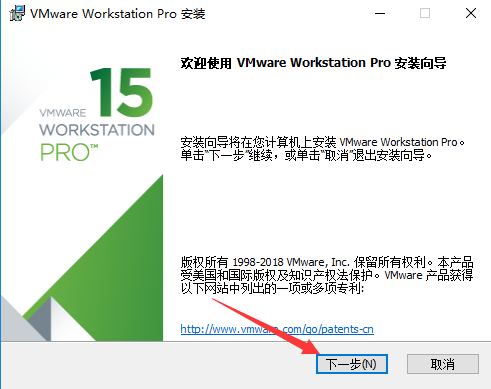 VMware Workstation Pro 安装
欢迎使用 VMware Workstation Pro 安装向导
15
VMWARE
WORKSTATION
PRO™
安装向导将在您计算机上安装 VMware Workstation Pro。
单击“下一步”继续，或单击“取消”退出安装向导。
版权所有 1998-2018 VMware, Inc. 保留所有权利。本产品
受美国和国际版权及知识产权法保护。VMware 产品获得
以下网站中列出的一项或多项专利:
http://www.vmware.com/go/patents-cn
下一步(N)
取消